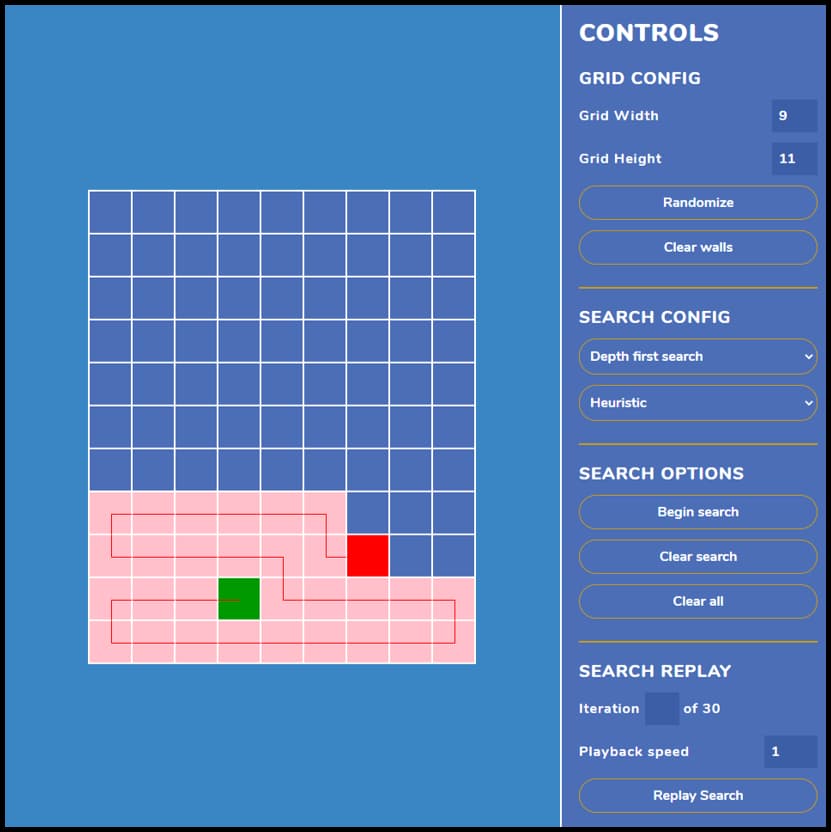 CONTROLS
GRID CONFIG
Grid Width 9
Grid Height 11
Randomize
Clear walls
SEARCH CONFIG
Depth first search
Heuristic
SEARCH OPTIONS
Begin search
Clear search
Clear all
SEARCH REPLAY
Iteration of 30
Playback speed 1
Replay Search